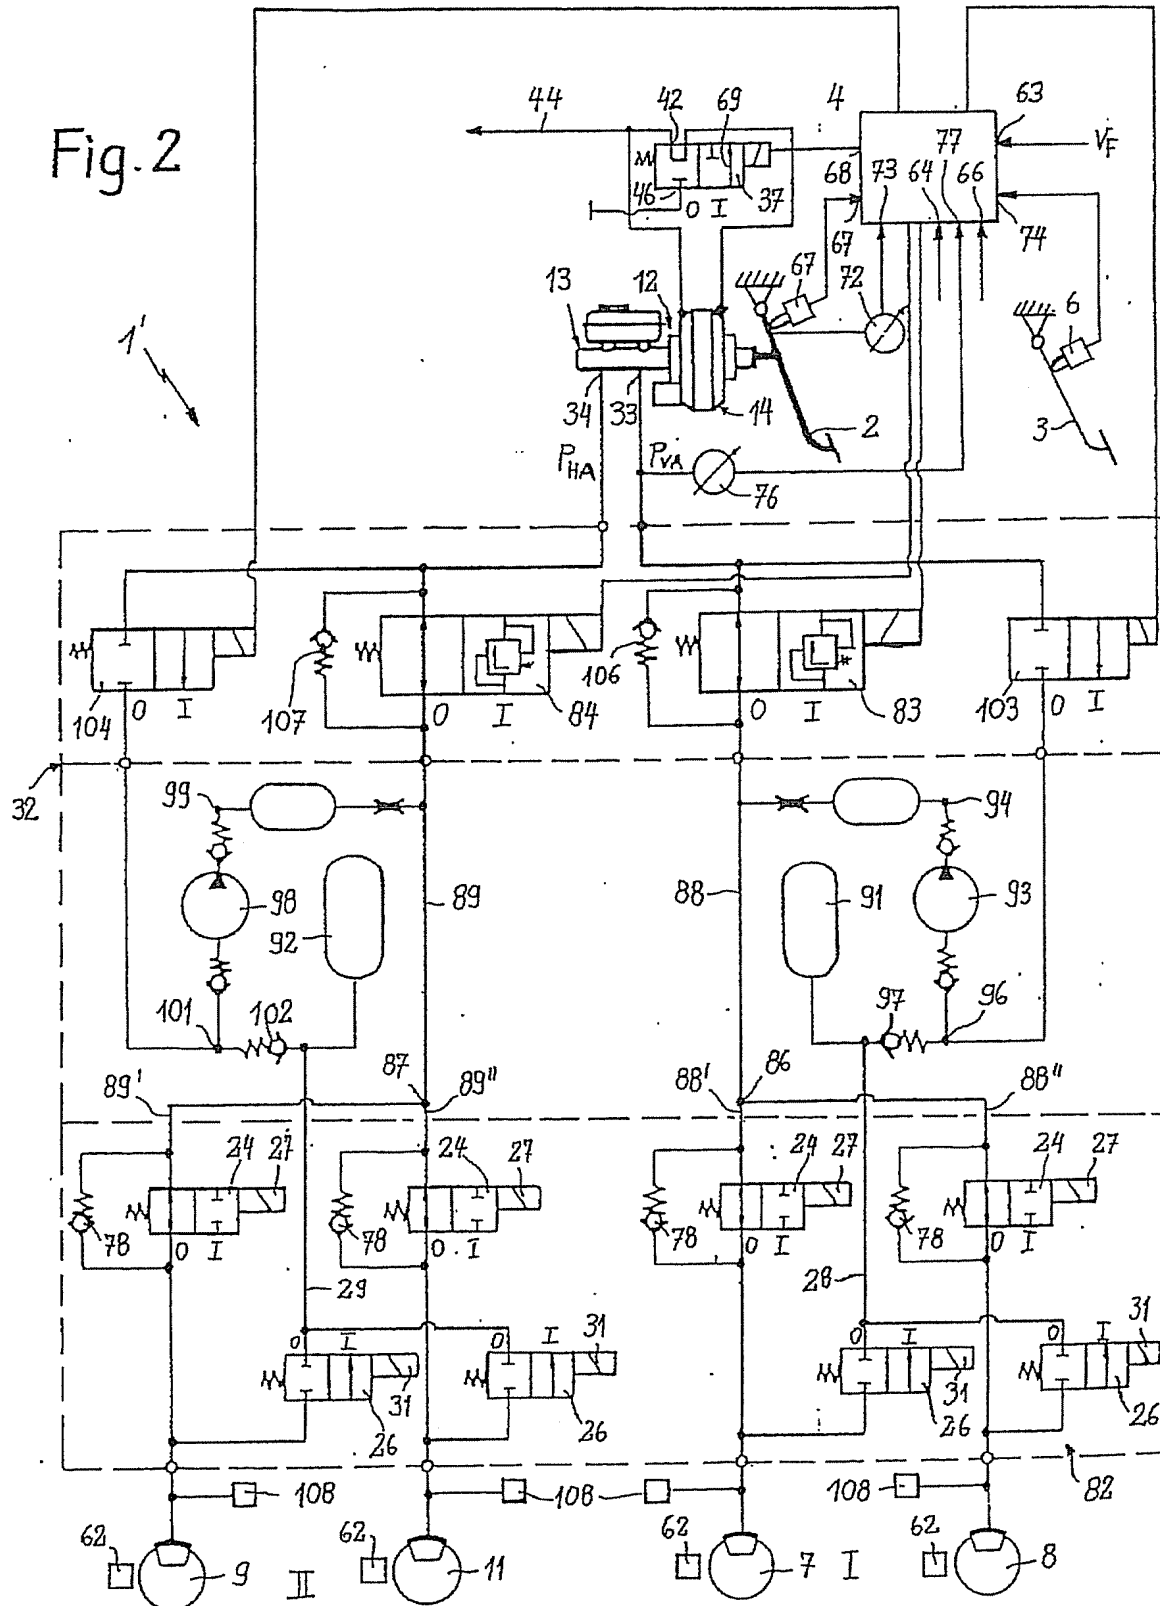 Fig. 2
44 42 69 4 63
77 V_F
68 73 64 66
46 0 I 37 67 74
13 12 67 72 6
1'
34 33 14 2 3
P_HA P_VA 76
104 0 I 107 0 I 84 106 0 I 83 103 0 I
32
99 94
98 92 89 88 91 93
101 102 97 96
89' 87 89'' 88' 86 88''
24 27 24 27 24 27 24 27
78 0 I 78 0 I 78 0 I 78 0 I
29 28
0 I 31 0 I 31 0 I 31 0 I 31
26 26 26 26
108 108 108 82
62 62 62 62
9 II 11 7 I 8